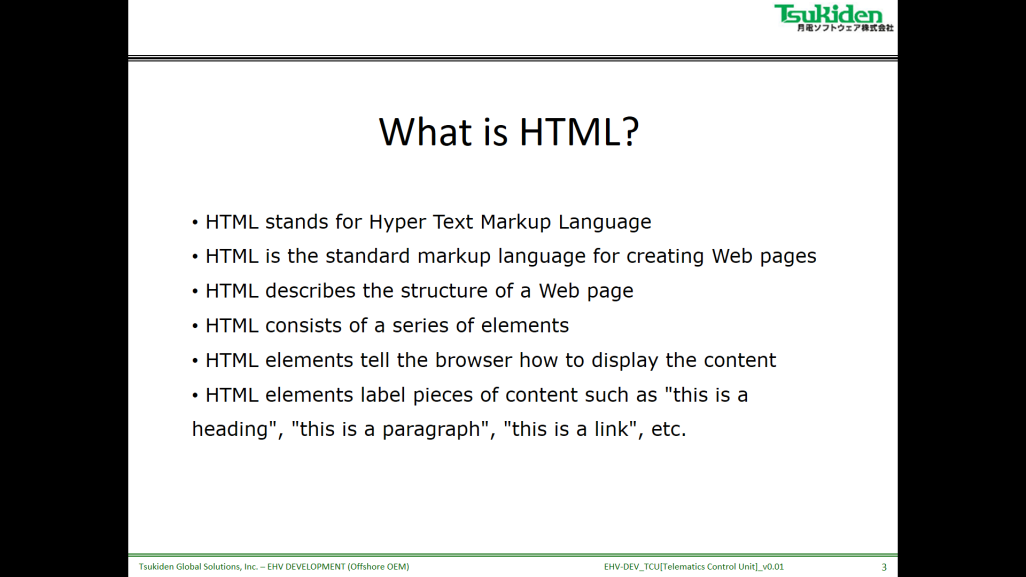 Tsukiden
月電ソフトウェア株式会社
What is HTML?
• HTML stands for Hyper Text Markup Language
• HTML is the standard markup language for creating Web pages
• HTML describes the structure of a Web page
• HTML consists of a series of elements
• HTML elements tell the browser how to display the content
• HTML elements label pieces of content such as "this is a
heading", "this is a paragraph", "this is a link", etc.
Tsukiden Global Solutions, Inc. – EHV DEVELOPMENT (Offshore OEM)
EHV-DEV_TCU[Telematics Control Unit]_v0.01
3